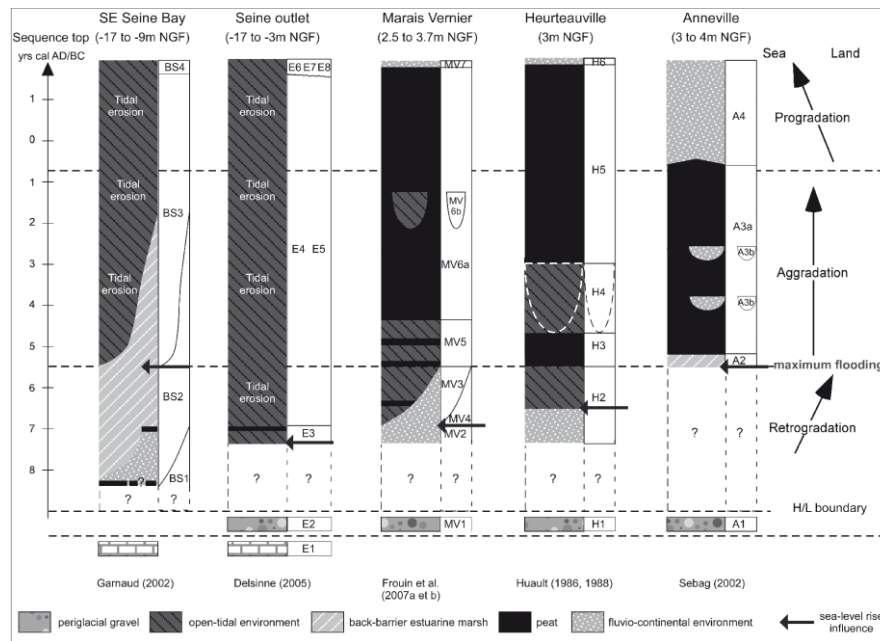 SE Seine Bay Seine outlet Marais Vernier Heurteauville Anneville
Sequence top (-17 to -9m NGF) (-17 to -3m NGF) (2.5 to 3.7m NGF) (3m NGF) (3 to 4m NGF) Sea Land
yrs cal AD/BC
BS4 E6 E7 E8 MV7 H6
1 Tidal erosion Tidal erosion A4 Progradation
0
H5
1 Tidal erosion Tidal erosion MV 6b
2 BS3 A3a
A3b
3 Tidal erosion Tidal erosion E4 E5 MV6a Aggradation
4 H4 A3b
5 MV5 H3
A2 maximum flooding
6 BS2 Tidal erosion MV3 H2
MV4 Retrogradation
7 E3 MV2 ? ?
8 ? BS1 ? ? ? ? ? ?
? ? H/L boundary
E2 MV1 H1 A1
E1
Garnaud (2002) Delsinne (2005) Frouin et al. Huault (1986, 1988) Sebag (2002)
(2007a et b)
periglacial gravel open-tidal environment back-barrier estuarine marsh peat fluvio-continental environment sea-level rise
influence